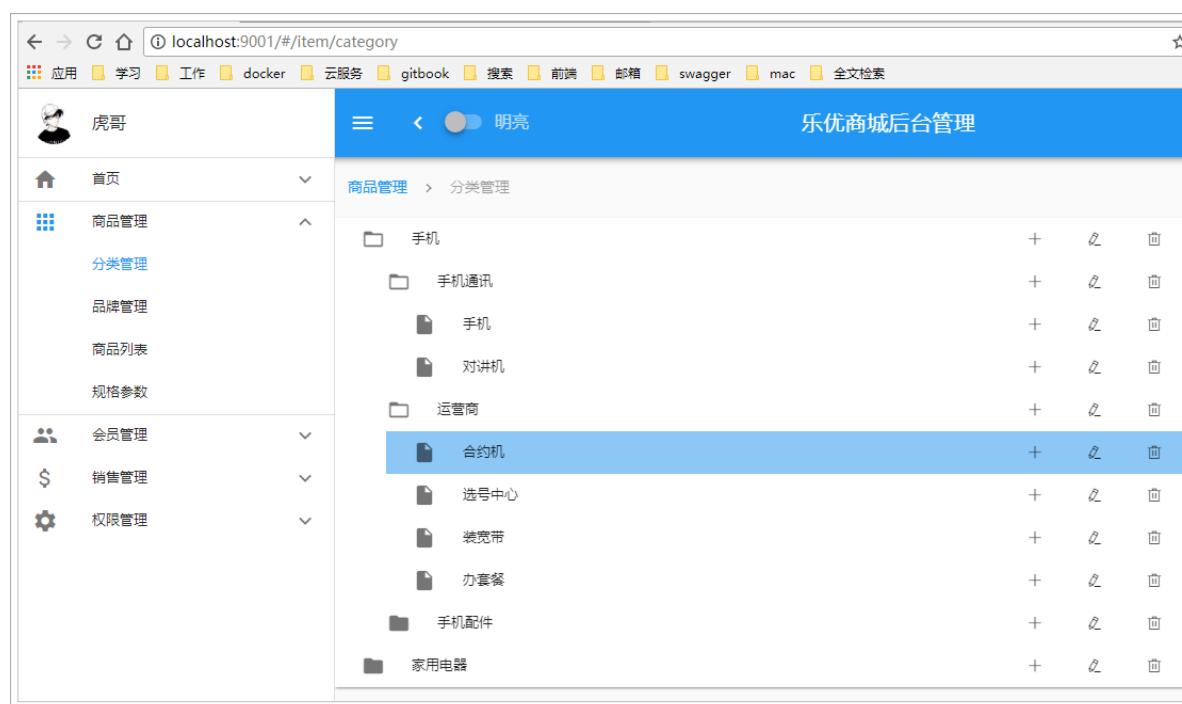 localhost:9001/#/item/category
应用 学习 工作 docker 云服务 gitbook 搜索 前端 邮箱 swagger mac 全文检索
虎哥
明亮
乐优商城后台管理
首页
商品管理
分类管理
品牌管理
商品列表
规格参数
会员管理
销售管理
权限管理
商品管理 > 分类管理
手机
手机通讯
手机
对讲机
运营商
合约机
选号中心
装宽带
办套餐
手机配件
家用电器